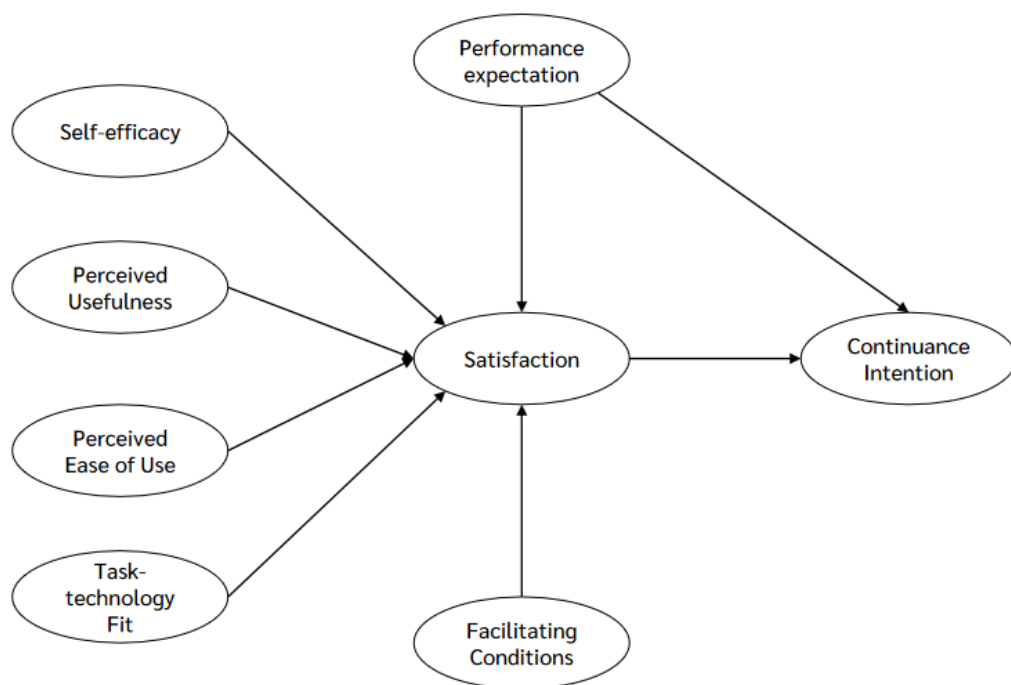 Performance
expectation
Self-efficacy
Perceived
Usefulness
Satisfaction
Continuance
Intention
Perceived
Ease of Use
Task-
technology
Fit
Facilitating
Conditions